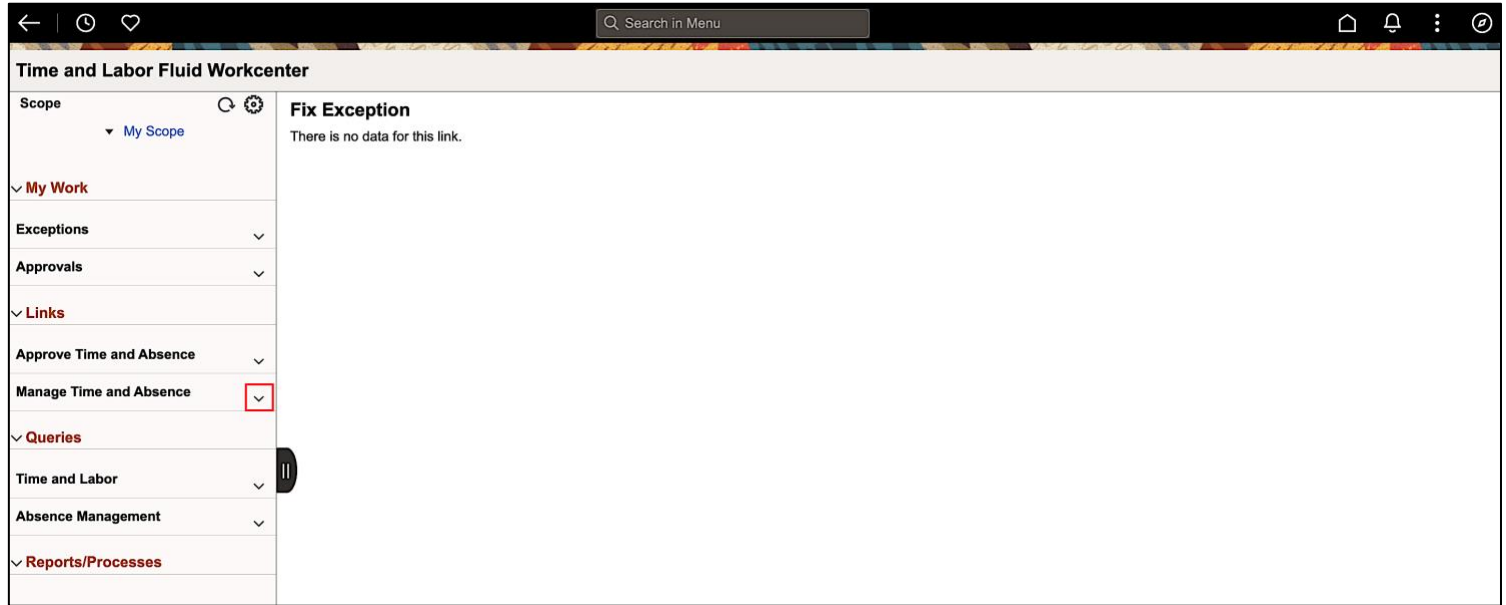 Search in Menu
Time and Labor Fluid Workcenter
Scope
My Scope
My Work
Exceptions
Approvals
Links
Approve Time and Absence
Manage Time and Absence
Queries
Time and Labor
Absence Management
Reports/Processes
Fix Exception
There is no data for this link.